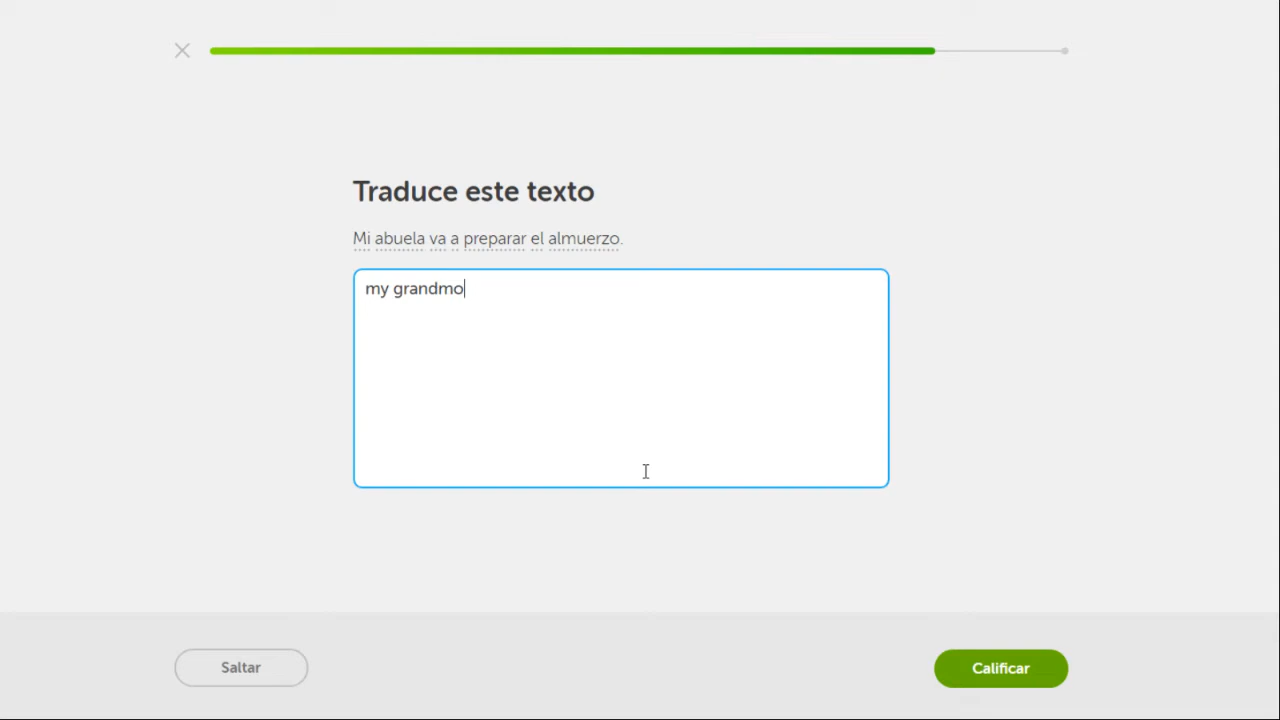 Traduce este texto
Mi abuela va a preparar el almuerzo.
my grandmo
Saltar
Calificar